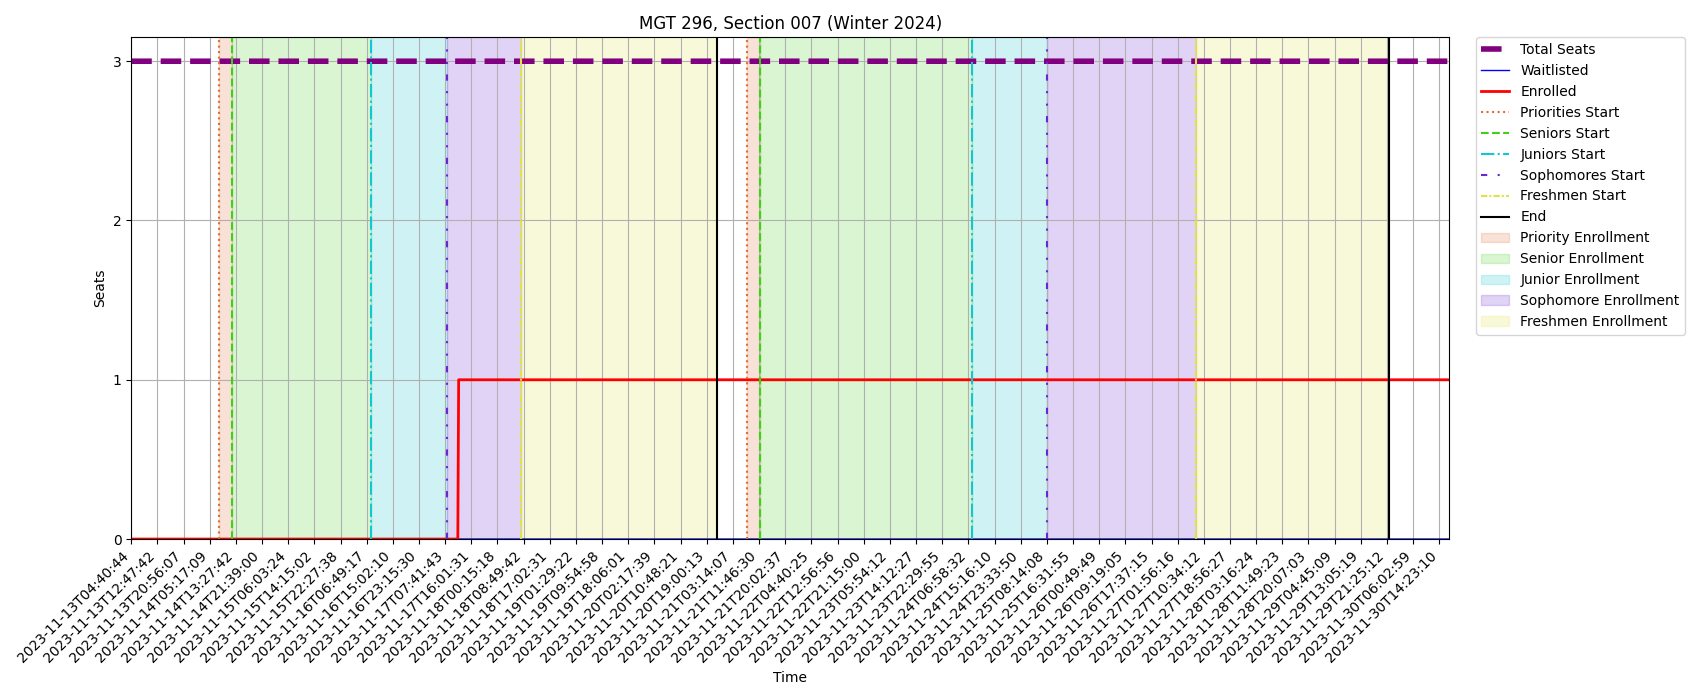 MGT 296, Section 007 (Winter 2024)
Seats
3
2
1
0
2023-11-13T04:40:44
2023-11-13T12:47:42
2023-11-13T20:56:07
2023-11-14T05:17:09
2023-11-14T13:27:42
2023-11-14T21:39:00
2023-11-15T06:03:24
2023-11-15T14:15:02
2023-11-15T22:27:38
2023-11-16T06:49:17
2023-11-16T15:02:10
2023-11-16T23:15:30
2023-11-17T07:41:43
2023-11-17T16:01:31
2023-11-18T00:15:18
2023-11-18T08:49:42
2023-11-18T17:02:31
2023-11-19T01:29:22
2023-11-19T09:54:58
2023-11-19T18:06:01
2023-11-20T02:17:39
2023-11-20T10:48:21
2023-11-20T19:00:13
2023-11-21T03:14:07
2023-11-21T11:46:30
2023-11-21T20:02:37
2023-11-22T04:40:25
2023-11-22T12:56:56
2023-11-22T21:15:00
2023-11-23T05:54:12
2023-11-23T14:12:27
2023-11-23T22:29:55
2023-11-24T06:58:32
2023-11-24T15:16:10
2023-11-24T23:33:50
2023-11-25T08:14:08
2023-11-25T16:31:55
2023-11-26T00:49:49
2023-11-26T09:19:05
2023-11-26T17:37:15
2023-11-27T01:56:16
2023-11-27T10:34:12
2023-11-27T18:56:27
2023-11-28T03:16:24
2023-11-28T11:49:23
2023-11-28T20:07:03
2023-11-29T04:45:09
2023-11-29T13:05:19
2023-11-29T21:25:12
2023-11-30T06:02:59
2023-11-30T14:23:10
Time
Total Seats
Waitlisted
Enrolled
Priorities Start
Seniors Start
Juniors Start
Sophomores Start
Freshmen Start
End
Priority Enrollment
Senior Enrollment
Junior Enrollment
Sophomore Enrollment
Freshmen Enrollment